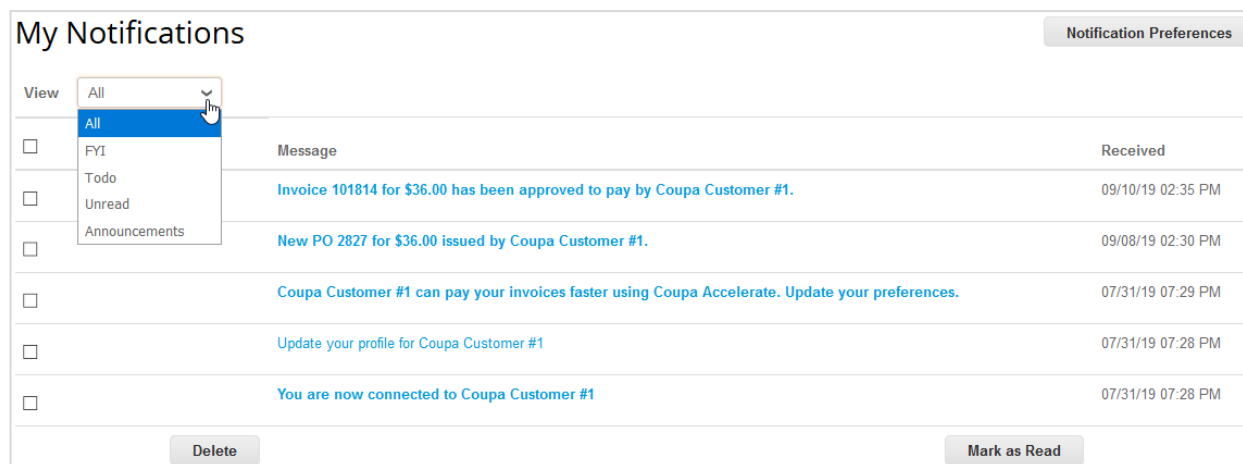 My Notifications
Notification Preferences
View All
All
FYI
Todo
Unread
Announcements
Message Received
Invoice 101814 for $36.00 has been approved to pay by Coupa Customer #1. 09/10/19 02:35 PM
New PO 2827 for $36.00 issued by Coupa Customer #1. 09/08/19 02:30 PM
Coupa Customer #1 can pay your invoices faster using Coupa Accelerate. Update your preferences. 07/31/19 07:29 PM
Update your profile for Coupa Customer #1 07/31/19 07:28 PM
You are now connected to Coupa Customer #1 07/31/19 07:28 PM
Delete Mark as Read